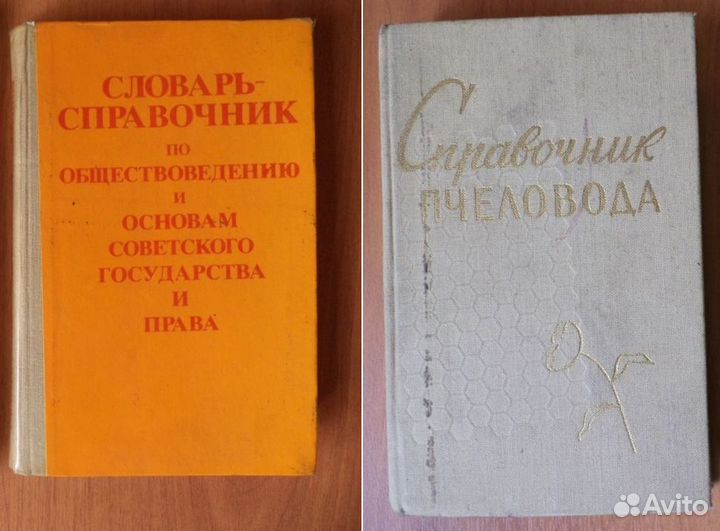 СЛОВАРЬ-
СПРАВОЧНИК
ПО
ОБЩЕСТВОВЕДЕНИЮ
И
ОСНОВАМ
СОВЕТСКОГО
ГОСУДАРСТВА
И
ПРАВА
Справочник
ПЧЕЛОВОДА
Avito